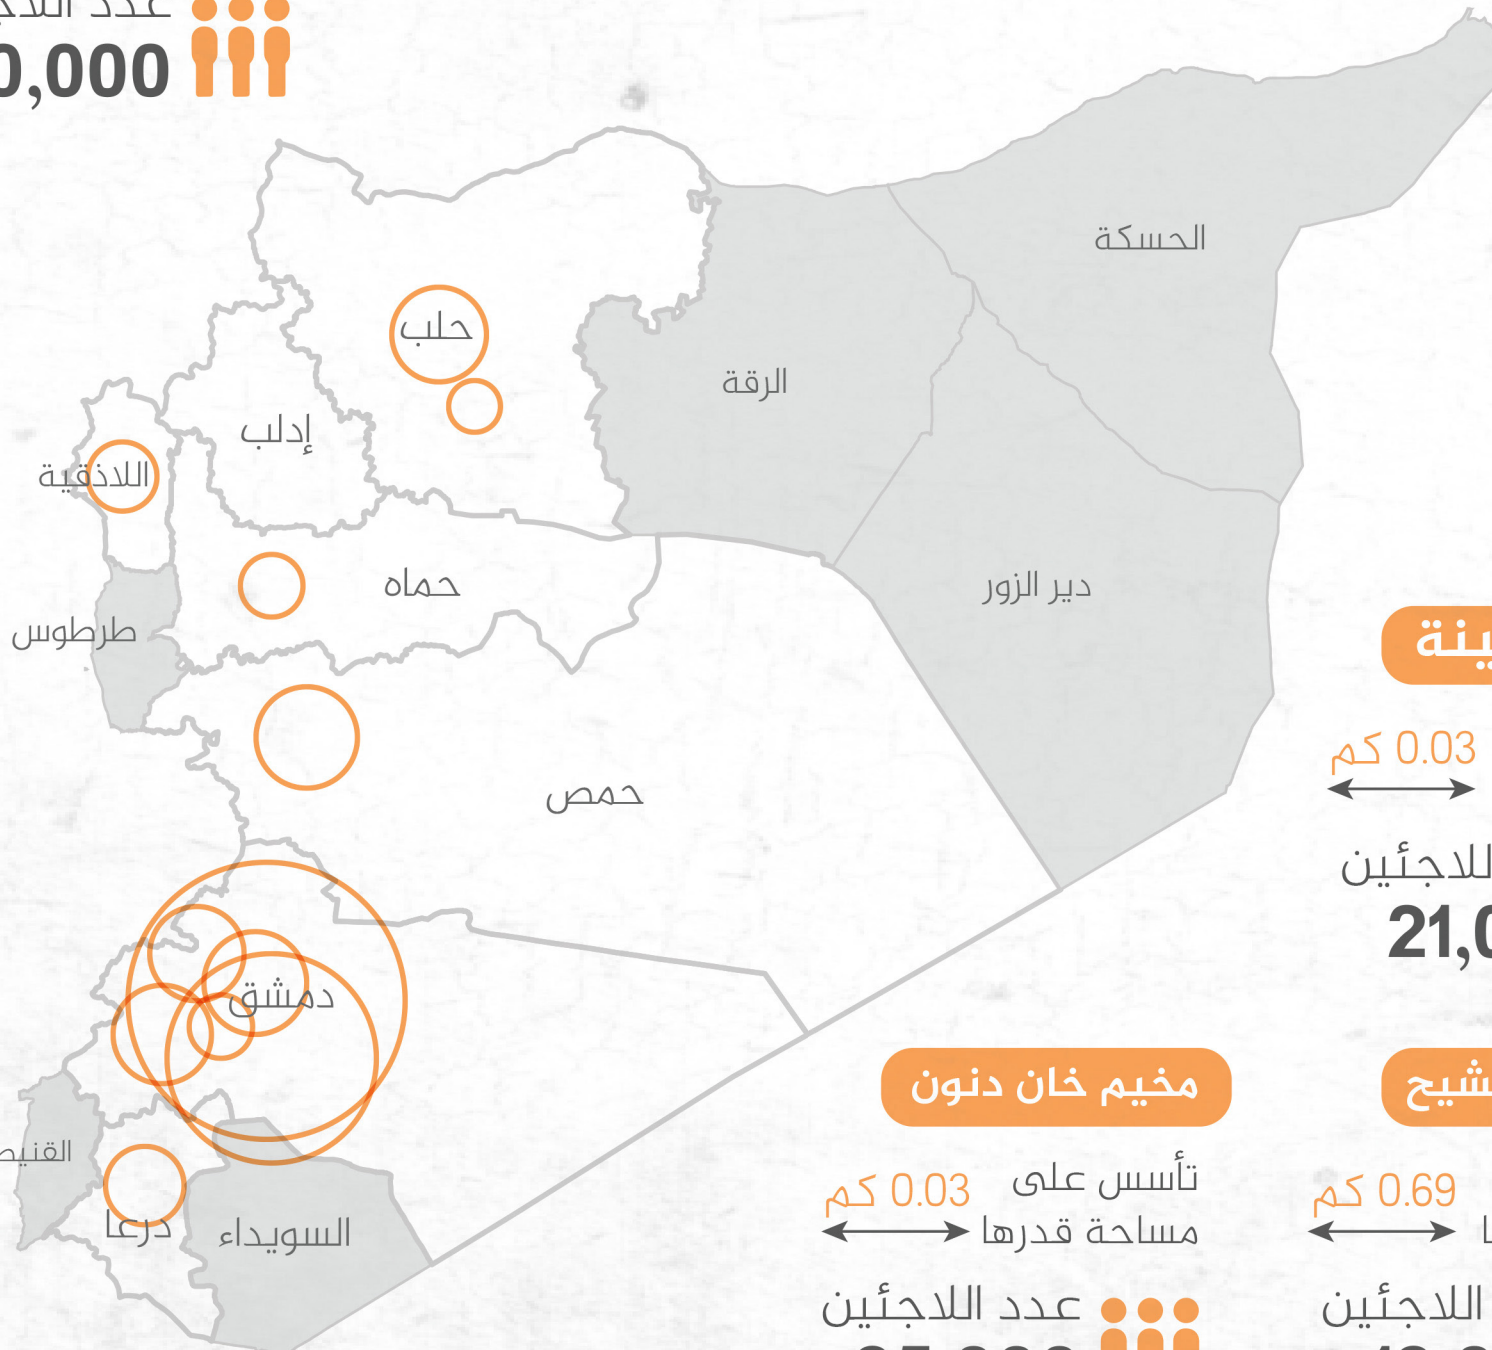 عدد
0,000
الحسكة
حلب
الرقة
إدلب
اللاذقية
حماه
دير الزور
طرطوس
حمص
0.03 كم
اللاجئين
21,0
دمشق
مخيم خان دنون
تأسس على
0.03 كم
مساحة قدرها
0.69 كم
درعا
السويداء
عدد اللاجئين
اللاجئين